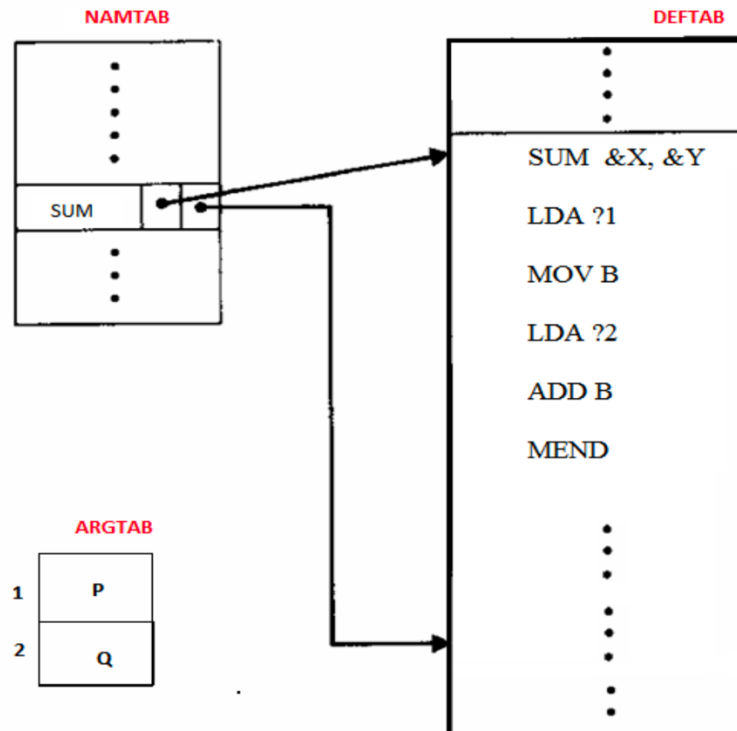 NAMTAB
DEFTAB
SUM
SUM &X, &Y
LDA ?1
MOV B
LDA ?2
ADD B
MEND
ARGTAB
1 P
2 Q